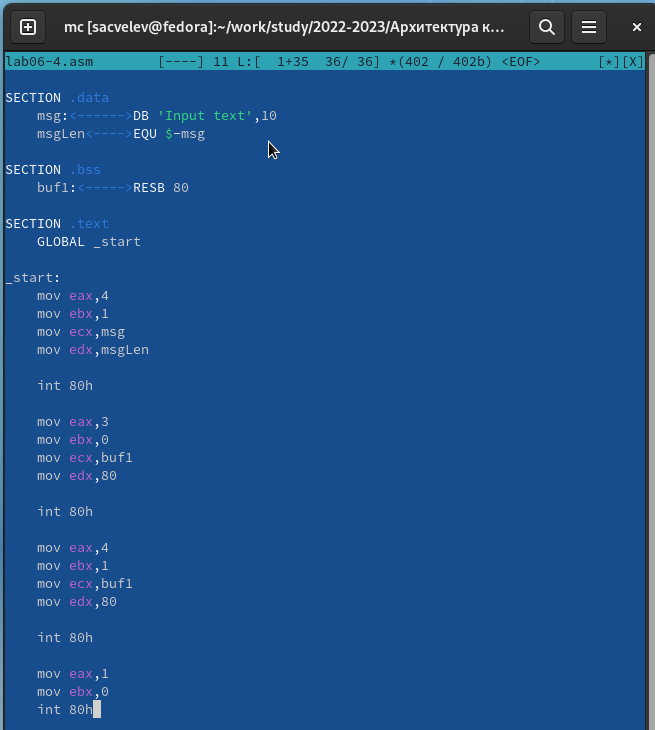 mc [sacvelev@fedora]:~/work/study/2022-2023/Архитектура к...
lab06-4.asm [----] 11 L:[ 1+35 36/ 36] *(402 / 402b) <EOF> [*][X]
SECTION .data
msg:<------>DB 'Input text',10
msgLen<---->EQU $-msg
SECTION .bss
buf1:<----->RESB 80
SECTION .text
GLOBAL _start
_start:
mov eax,4
mov ebx,1
mov ecx,msg
mov edx,msgLen
int 80h
mov eax,3
mov ebx,0
mov ecx,buf1
mov edx,80
int 80h
mov eax,4
mov ebx,1
mov ecx,buf1
mov edx,80
int 80h
mov eax,1
mov ebx,0
int 80h